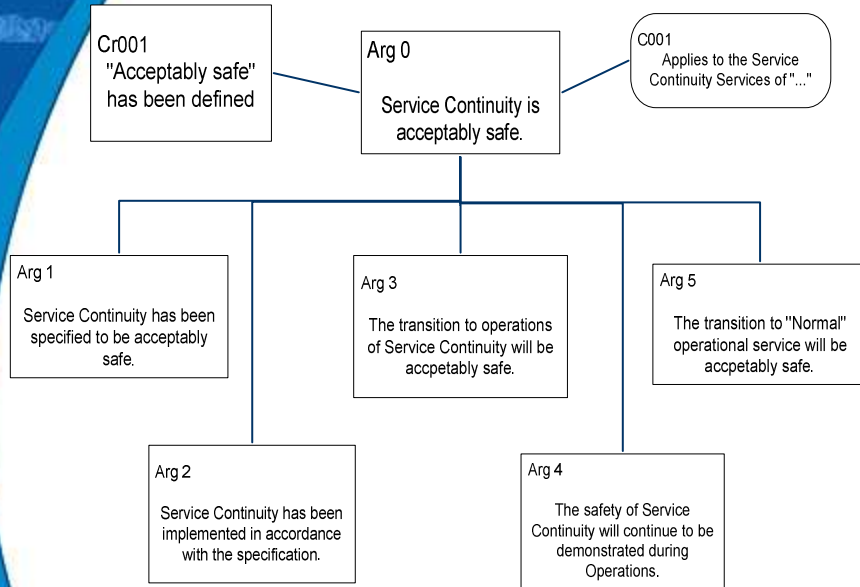 Cr001
"Acceptably safe"
has been defined
Arg 0
Service Continuity is
acceptably safe.
C001
Applies to the Service
Continuity Services of "..."
Arg 1
Service Continuity has been
specified to be acceptably
safe.
Arg 2
Service Continuity has been
implemented in accordance
with the specification.
Arg 3
The transition to operations
of Service Continuity will be
accpetably safe.
Arg 4
The safety of Service
Continuity will continue to be
demonstrated during
Operations.
Arg 5
The transition to "Normal"
operational service will be
accpetably safe.